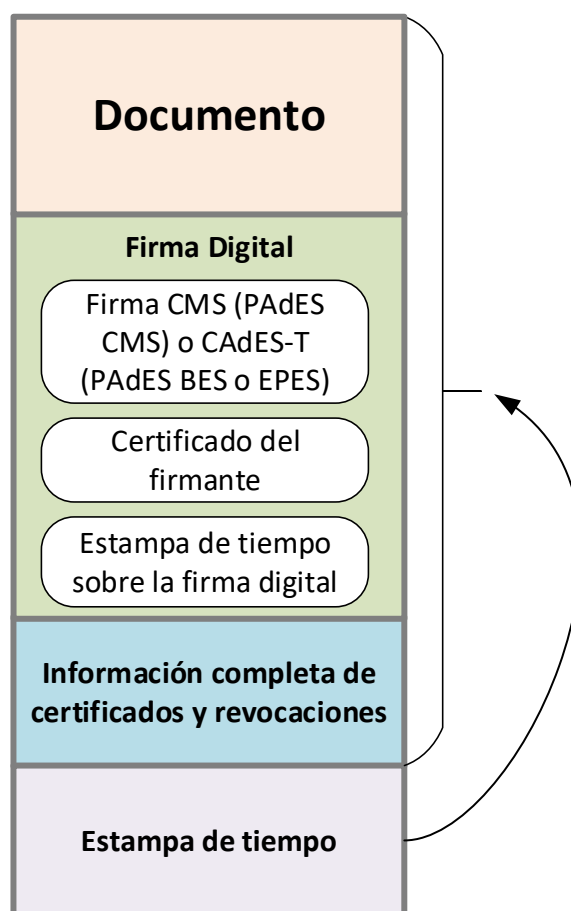 Documento
Firma Digital
Firma CMS (PAdES
CMS) o CAdES-T
(PAdES BES o EPES)
Certificado del
firmante
Estampa de tiempo
sobre la firma digital
Información completa de
certificados y revocaciones
Estampa de tiempo